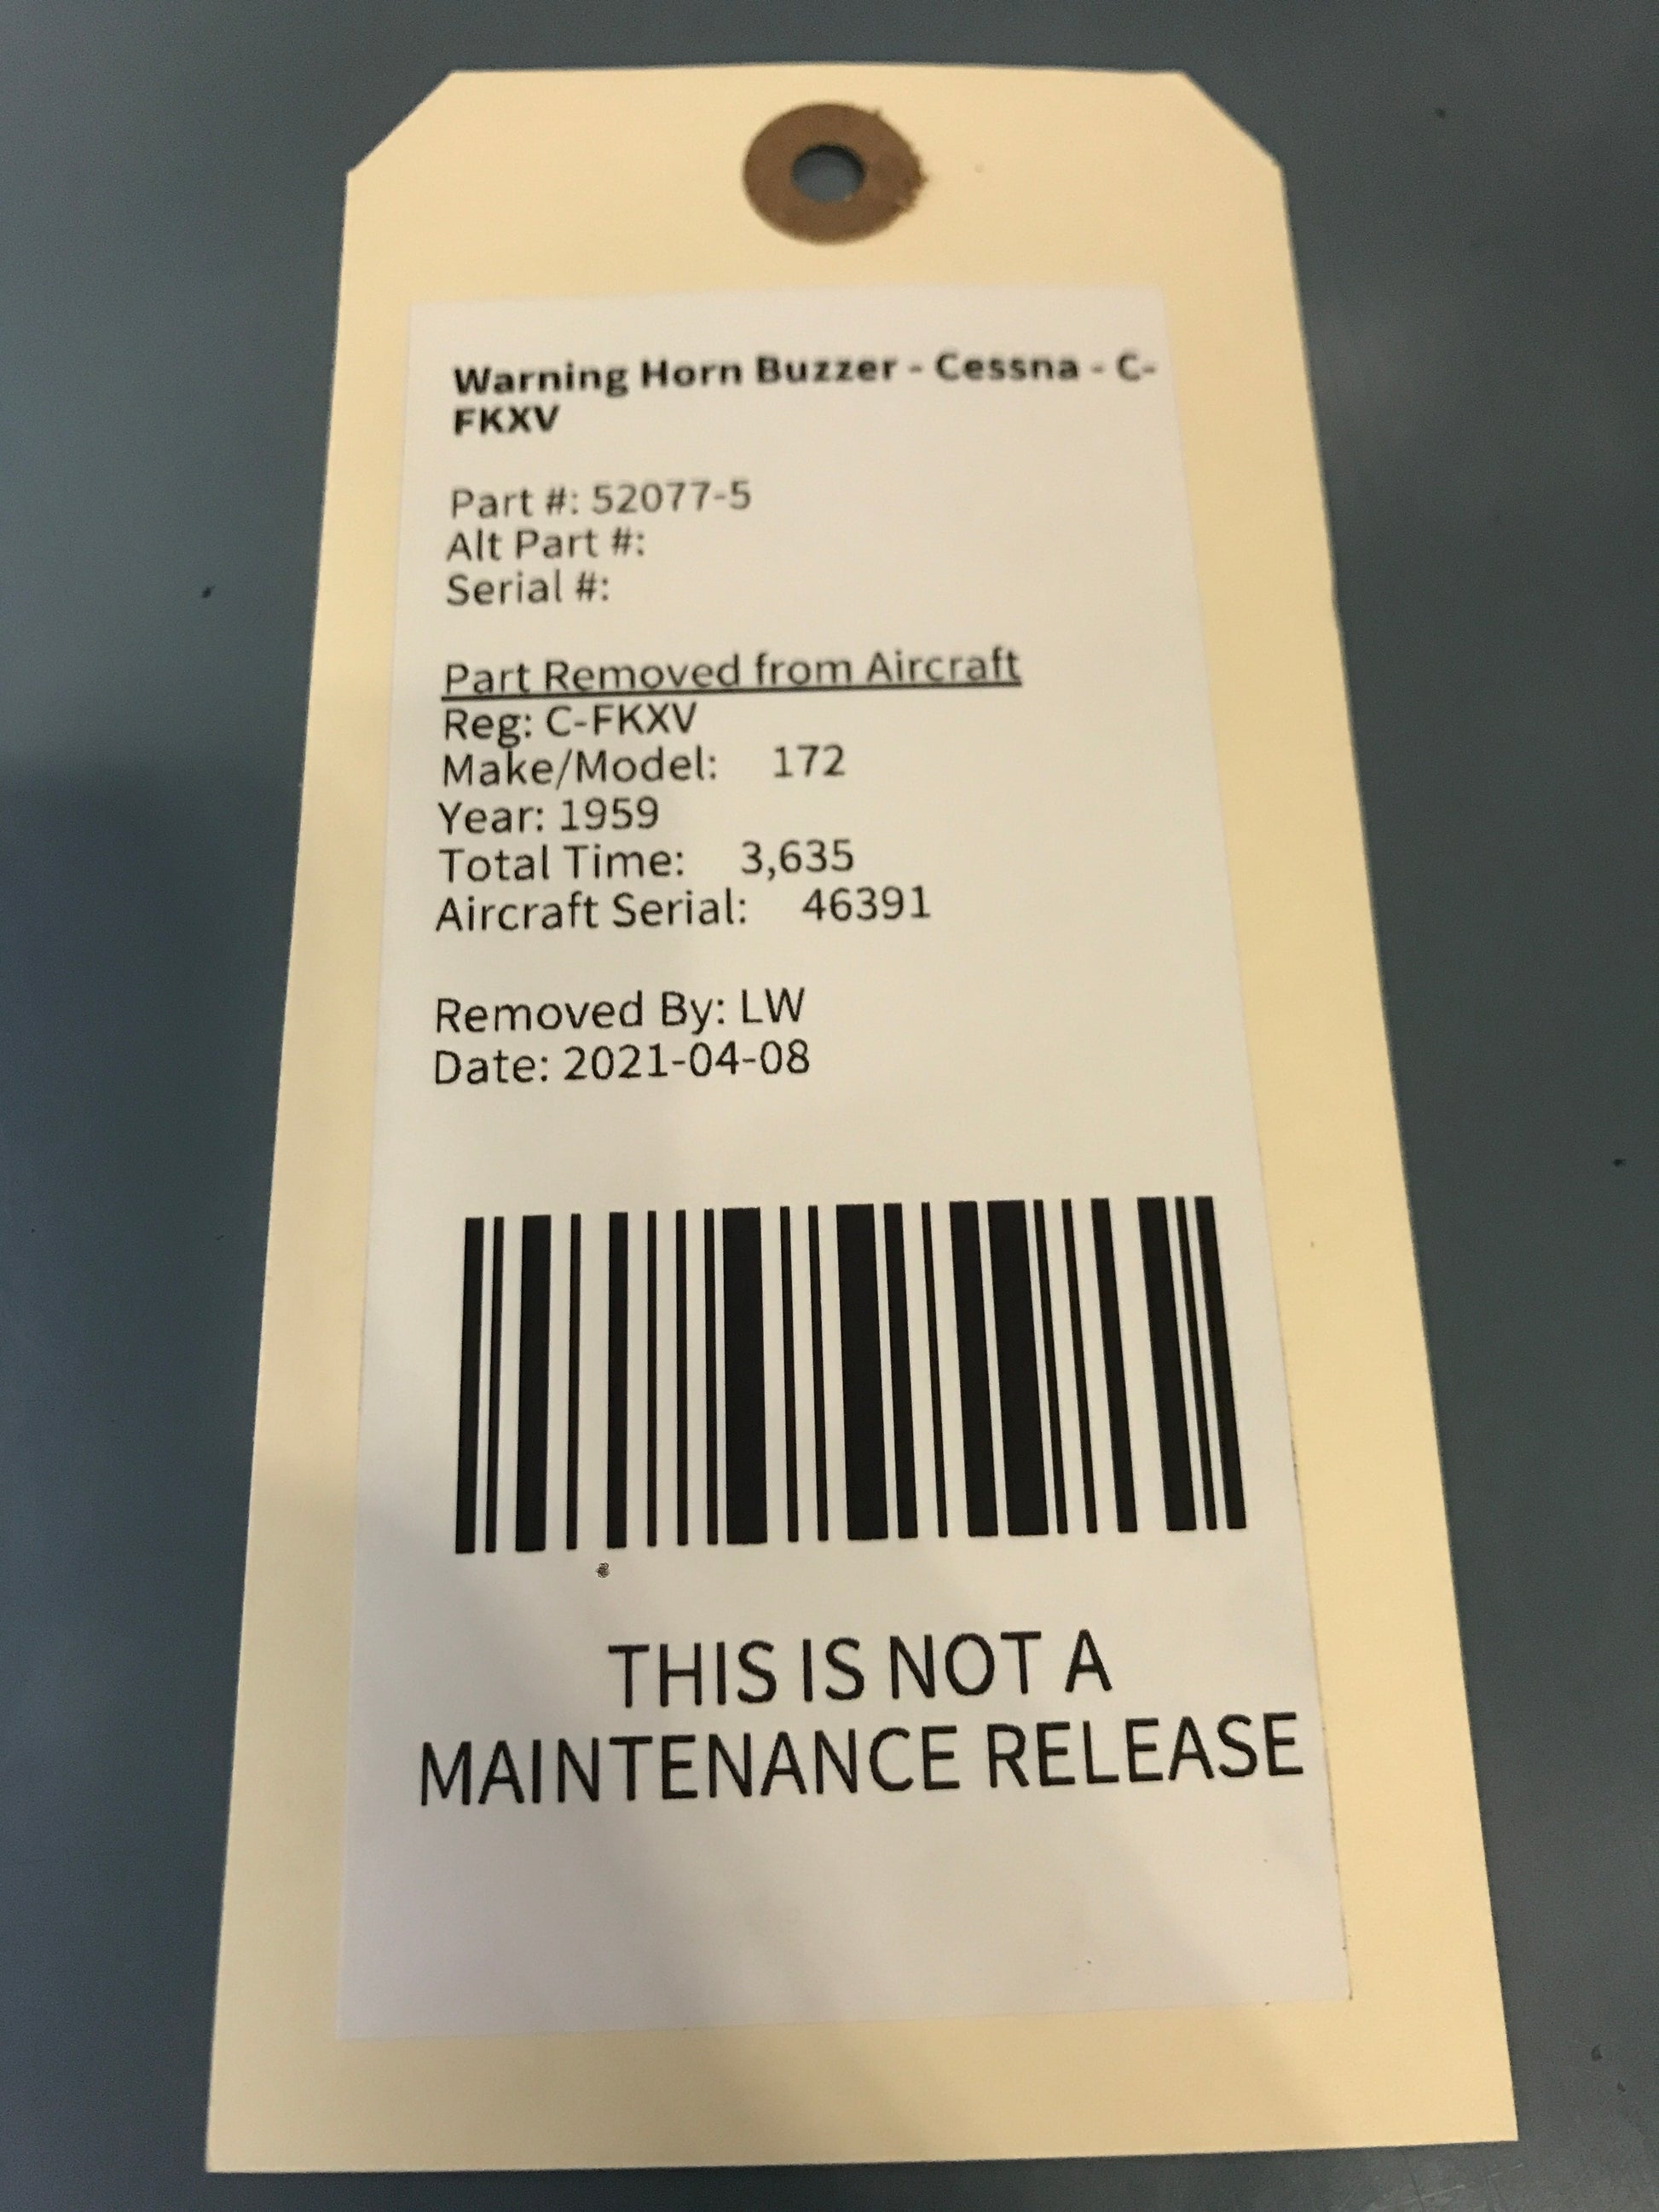 Warning Horn Buzzer - Cessna - C-
FKXV
Part #: 52077-5
Alt Part #:
Serial #:
Part Removed from Aircraft
Reg: C-FKXV
Make/Model: 172
Year: 1959
Total Time: 3,635
Aircraft Serial: 46391
Removed By: LW
Date: 2021-04-08
THIS IS NOT A
MAINTENANCE RELEASE